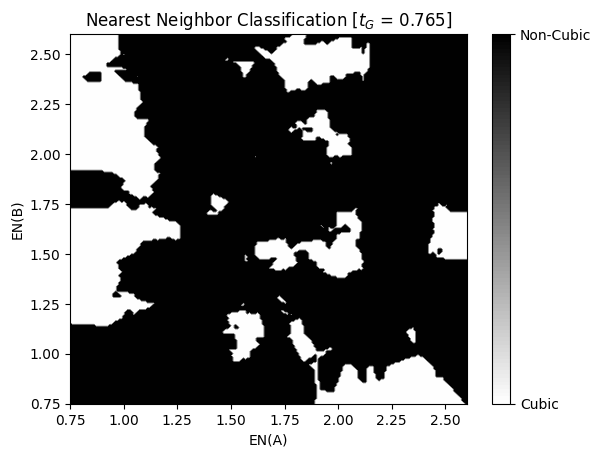 Nearest Neighbor Classification [t_G = 0.765]
Non-Cubic
2.50
2.25
2.00
1.75
1.50
1.25
1.00
0.75
EN(B)
Cubic
0.75 1.00 1.25 1.50 1.75 2.00 2.25 2.50
EN(A)